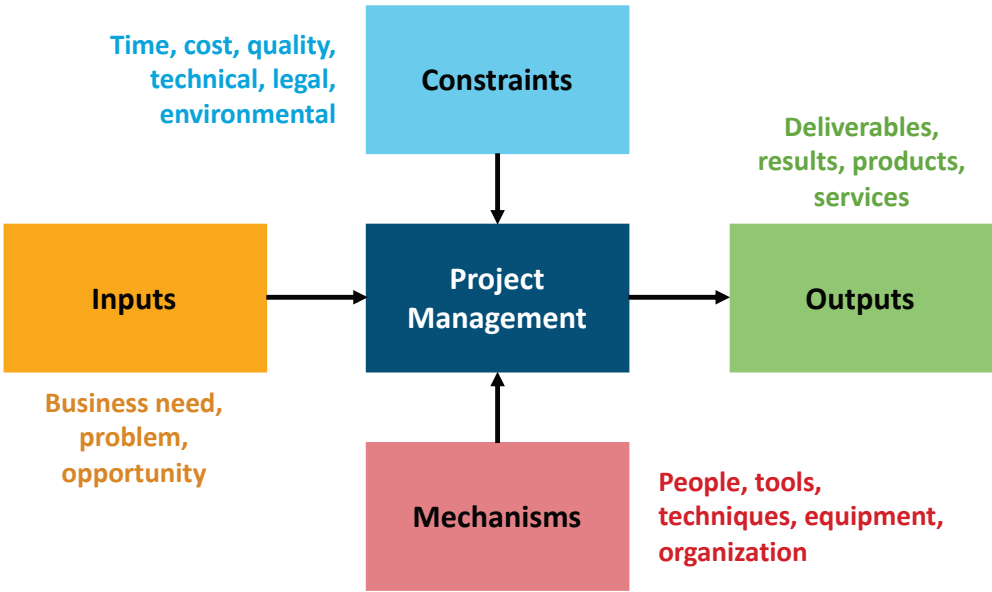 Time, cost, quality,
technical, legal,
environmental
Constraints
Deliverables,
results, products,
services
Inputs
Project
Management
Outputs
Business need,
problem,
opportunity
Mechanisms
People, tools,
techniques, equipment,
organization